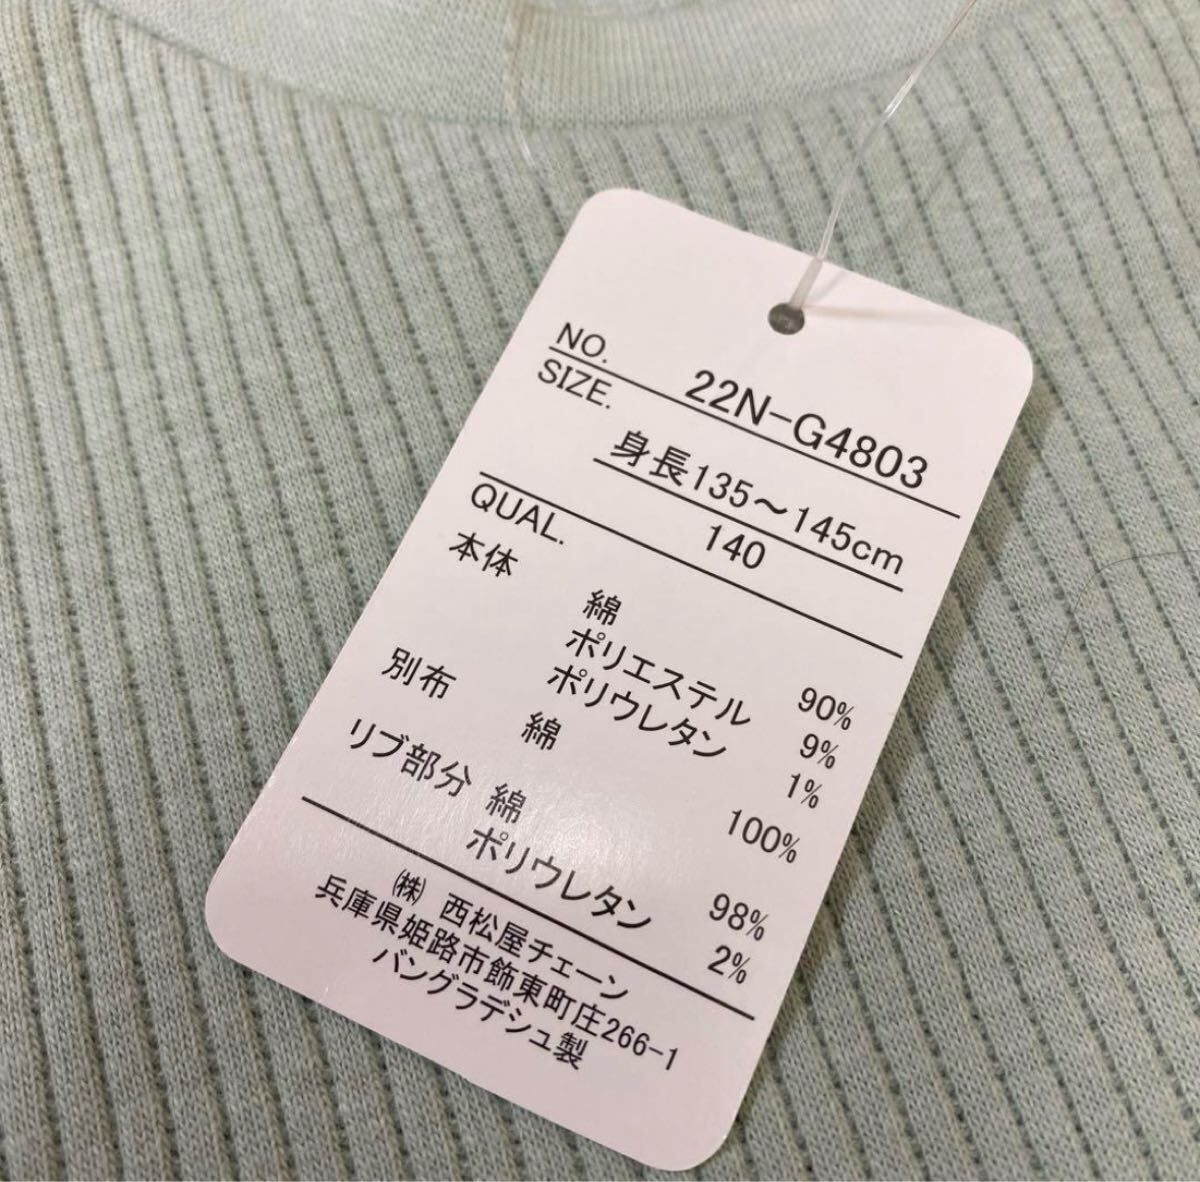 NO. 22N-G4803
SIZE. 身長135～145cm
140
QUAL.
本体 綿 90%
ポリエステル 9%
ポリウレタン 1%
別布 綿 100%
リブ部分 綿 98%
ポリウレタン 2%
㈱ 西松屋チェーン
兵庫県姫路市飾東町庄266-1
バングラデシュ製